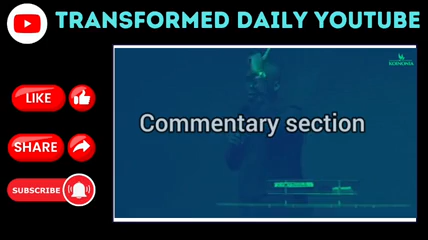 TRANSFORMED DAILY YOUTUBE
LIKE
Commentary section
SHARE
SUBSCRIBE